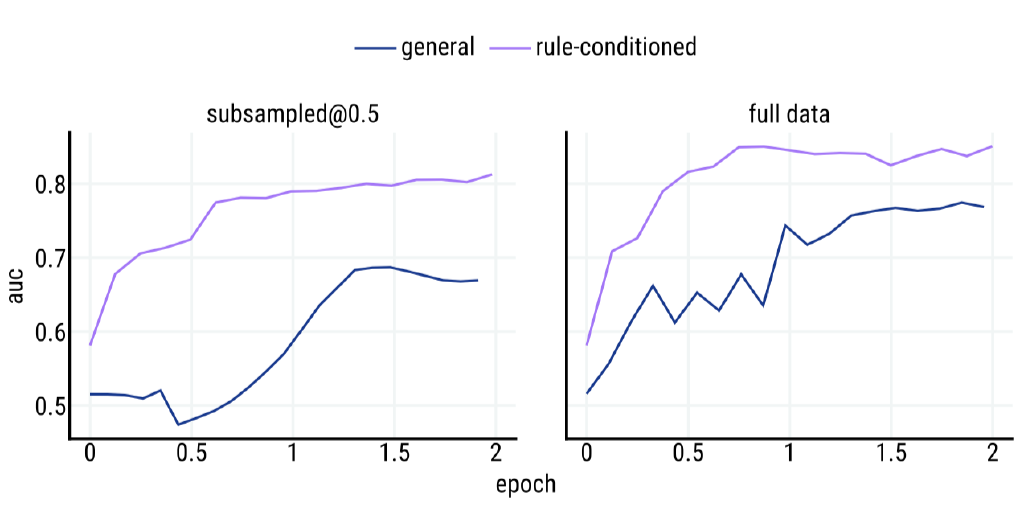 general rule-conditioned
subsampled@0.5 full data
auc
0.8
0.7
0.6
0.5
0 0.5 1 1.5 2 0 0.5 1 1.5 2
epoch